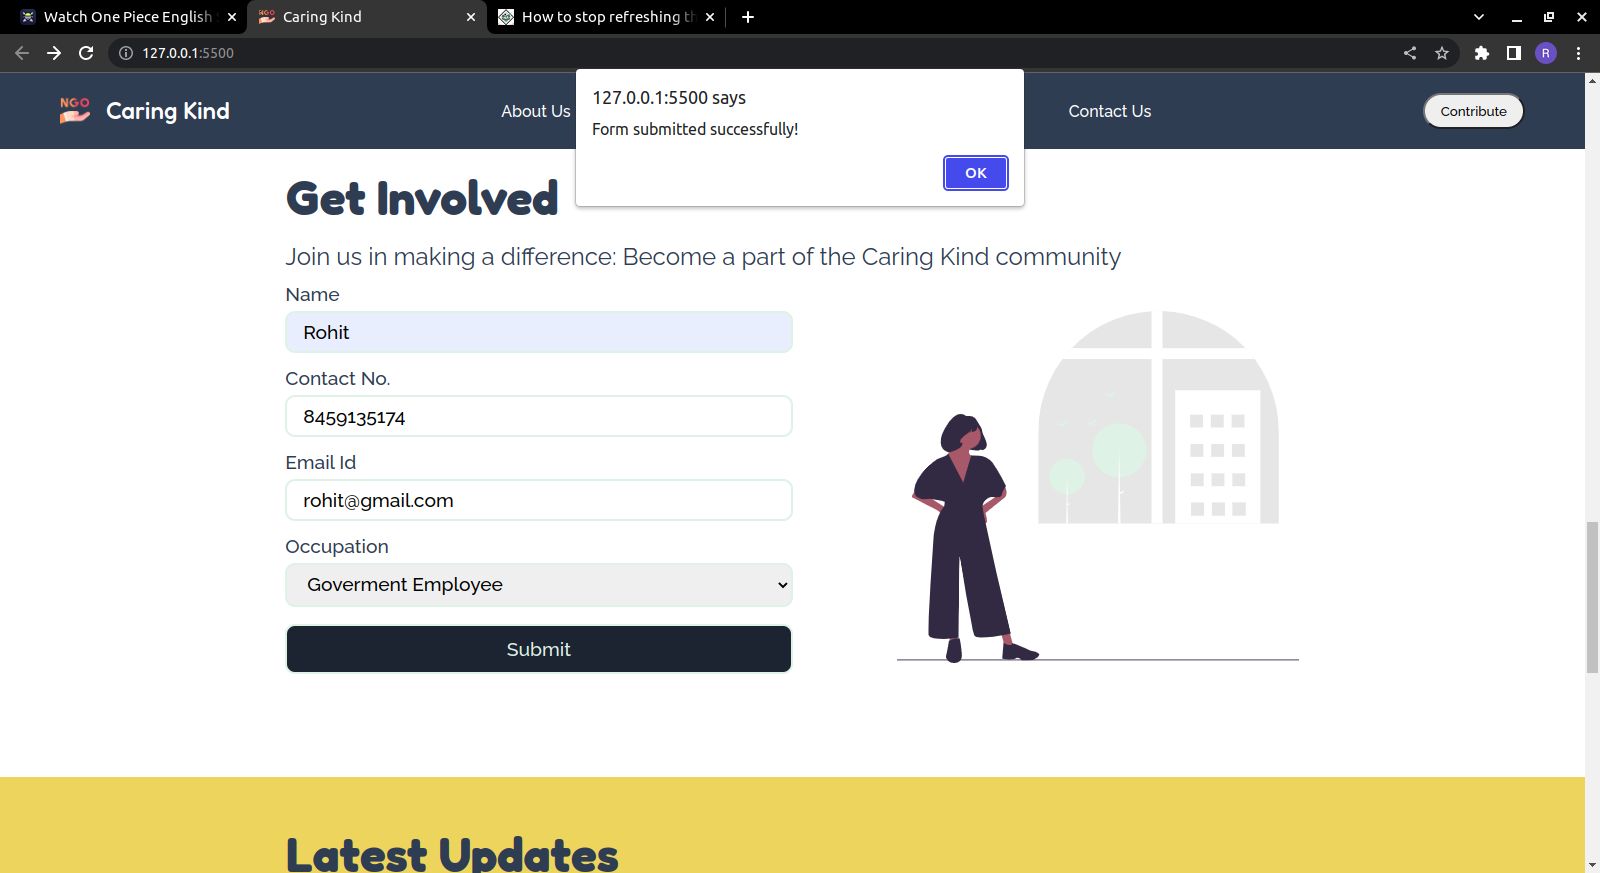 Watch One Piece English
Caring Kind
How to stop refreshing th
127.0.0.1:5500
R
NGO
Caring Kind
About Us
Contact Us
Contribute
127.0.0.1:5500 says
Form submitted successfully!
OK
Get Involved
Join us in making a difference: Become a part of the Caring Kind community
Name
Rohit
Contact No.
8459135174
Email Id
rohit@gmail.com
Occupation
Goverment Employee
Submit
Latest Updates